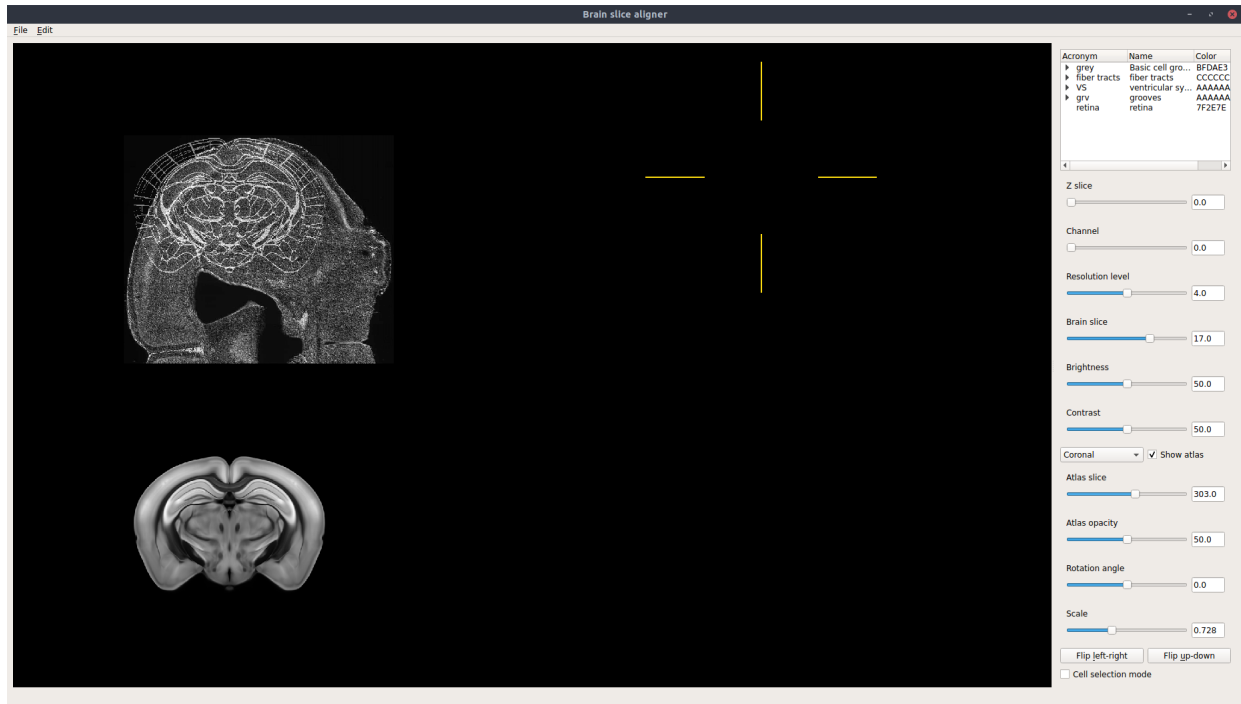 Brain slice aligner
File Edit
Acronym Name Color
grey Basic cell gro... BFDAE3
fiber tracts fiber tracts CCCCCC
VS ventricular sy... AAAAAA
grv grooves AAAAAA
retina retina 7F2E7E
Z slice
0.0
Channel
0.0
Resolution level
4.0
Brain slice
17.0
Brightness
50.0
Contrast
50.0
Coronal Show atlas
Atlas slice
303.0
Atlas opacity
50.0
Rotation angle
0.0
Scale
0.728
Flip left-right Flip up-down
Cell selection mode